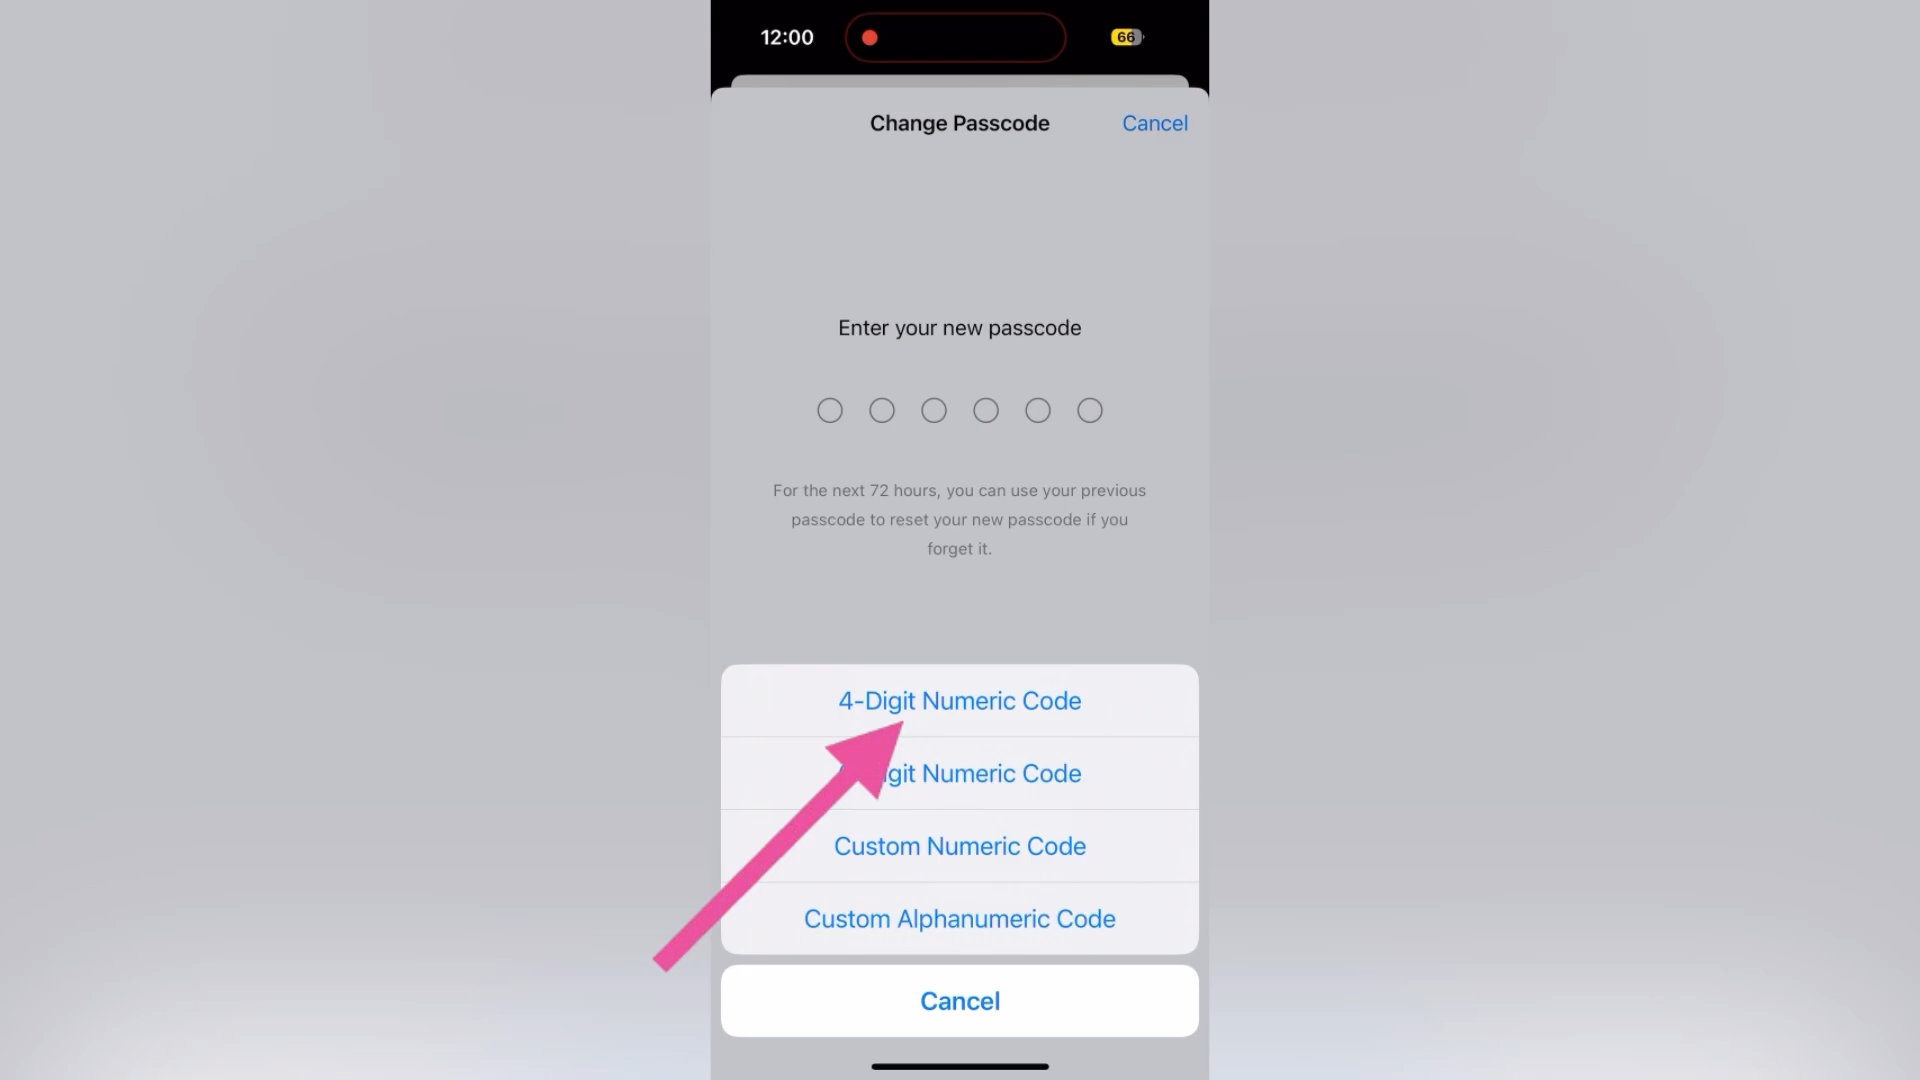 12:00
66
Change Passcode
Cancel
Enter your new passcode
For the next 72 hours, you can use your previous
passcode to reset your new passcode if you
forget it.
4-Digit Numeric Code
Numeric Code
Custom Numeric Code
Custom Alphanumeric Code
Cancel